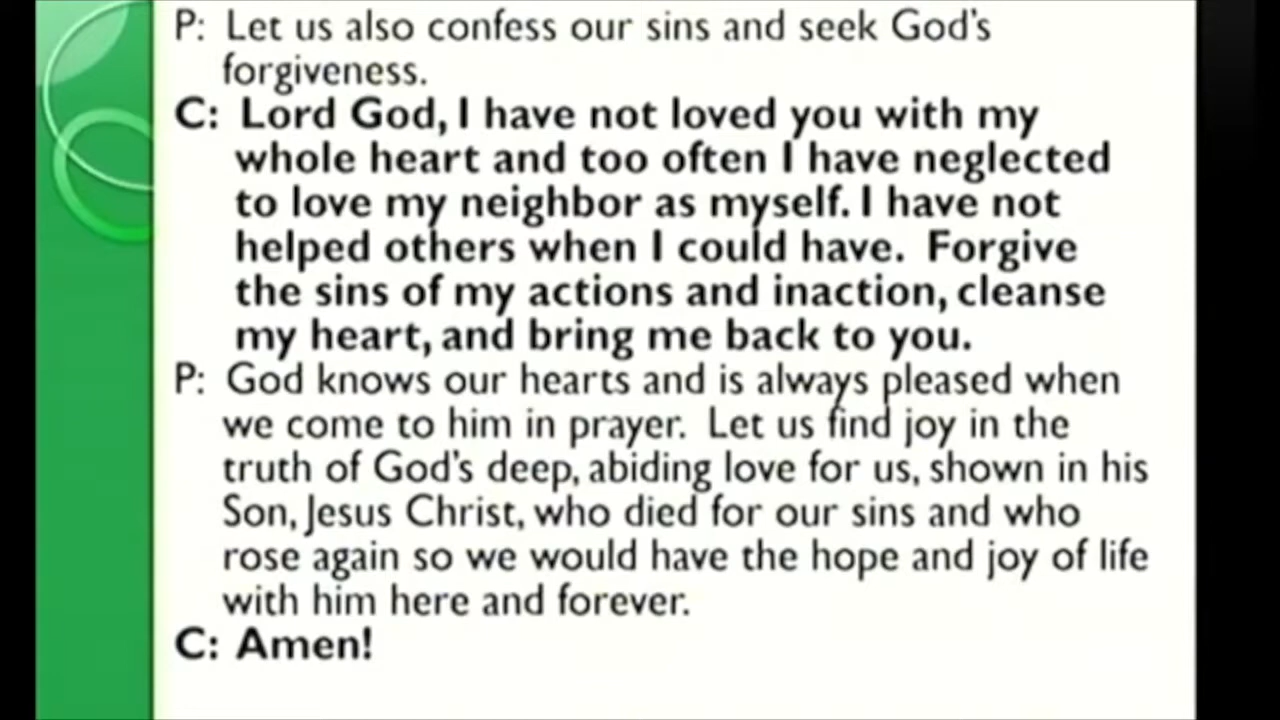 P: Let us also confess our sins and seek God's
forgiveness.
C: Lord God, I have not loved you with my
whole heart and too often I have neglected
to love my neighbor as myself. I have not
helped others when I could have. Forgive
the sins of my actions and inaction, cleanse
my heart, and bring me back to you.
P: God knows our hearts and is always pleased when
we come to him in prayer. Let us find joy in the
truth of God's deep, abiding love for us, shown in his
Son, Jesus Christ, who died for our sins and who
rose again so we would have the hope and joy of life
with him here and forever.
C: Amen!